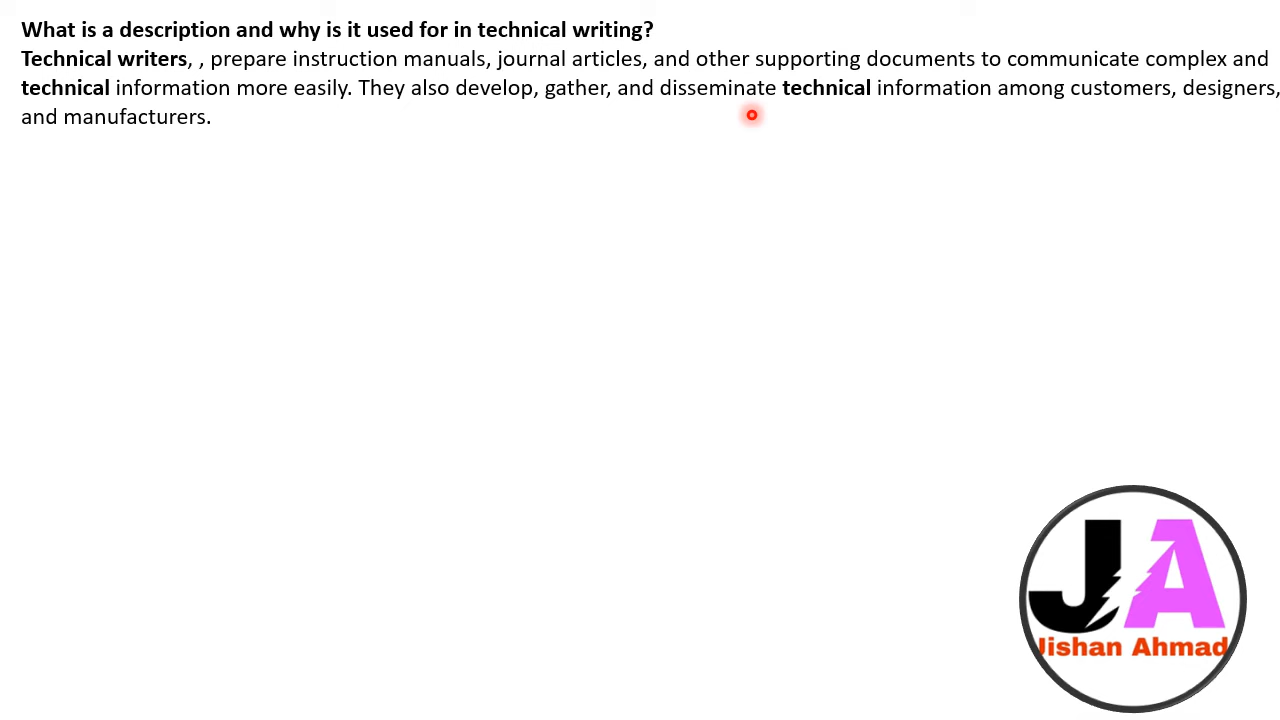 What is a description and why is it used for in technical writing?
Technical writers, , prepare instruction manuals, journal articles, and other supporting documents to communicate complex and
technical information more easily. They also develop, gather, and disseminate technical information among customers, designers,
and manufacturers.
JA
Jishan Ahmad